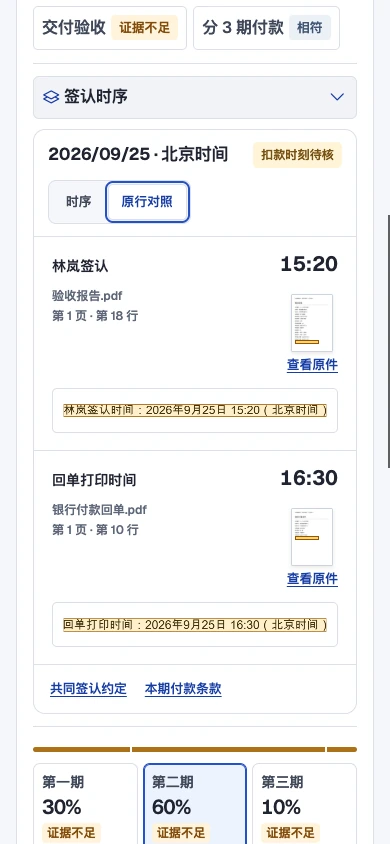 交付验收 证据不足 分 3 期付款 相符
签认时序
2026/09/25 · 北京时间 扣款时刻待核
时序 原行对照
林岚签认 15:20
验收报告.pdf
第 1 页 · 第 18 行
查看原件
林岚签认时间：2026年9月25日 15:20（北京时间）
回单打印时间 16:30
银行付款回单.pdf
第 1 页 · 第 10 行
查看原件
回单打印时间：2026年9月25日 16:30（北京时间）
共同签认约定 本期付款条款
第一期 第二期 第三期
30% 60% 10%
证据不足 证据不足 证据不足